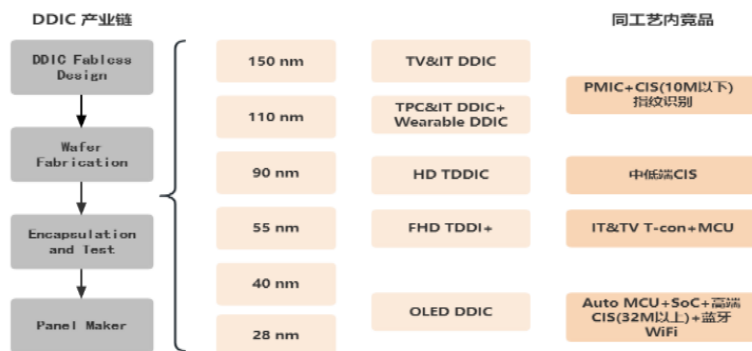 DDIC 产业链
同工艺内竞品
DDIC Fabless
Design
Wafer
Fabrication
Encapsulation
and Test
Panel Maker
150 nm
110 nm
90 nm
55 nm
40 nm
28 nm
TV&IT DDIC
TPC&IT DDIC+
Wearable DDIC
HD TDDIC
FHD TDDI+
OLED DDIC
PMIC+CIS(10M以下)
指纹识别
中低端CIS
IT&TV T-con+MCU
Auto MCU+SoC+高端
CIS(32M以上)+蓝牙
WiFi